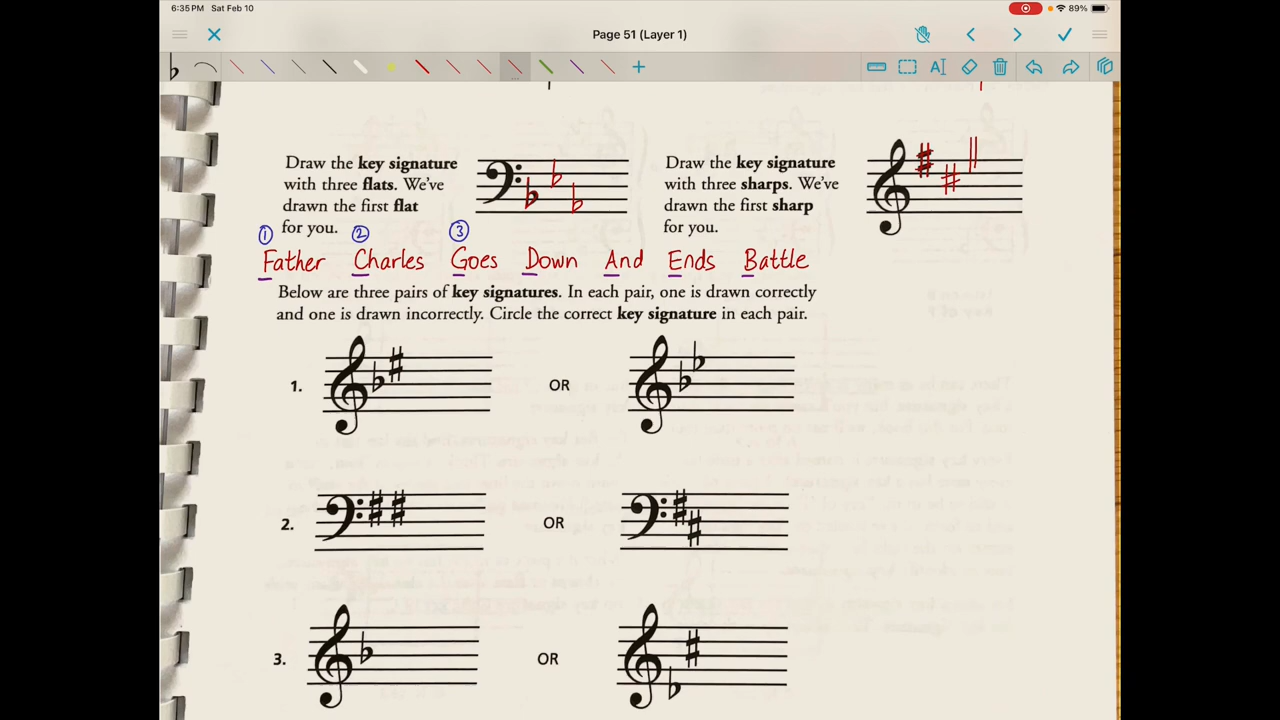 6:35 PM Sat Feb 10
89%
Page 51 (Layer 1)
Draw the key signature
with three flats. We've
drawn the first flat
for you.
Draw the key signature
with three sharps. We've
drawn the first sharp
for you.
1 2 3
Father Charles Goes Down And Ends Battle
Below are three pairs of key signatures. In each pair, one is drawn correctly
and one is drawn incorrectly. Circle the correct key signature in each pair.
1. OR
2. OR
3. OR